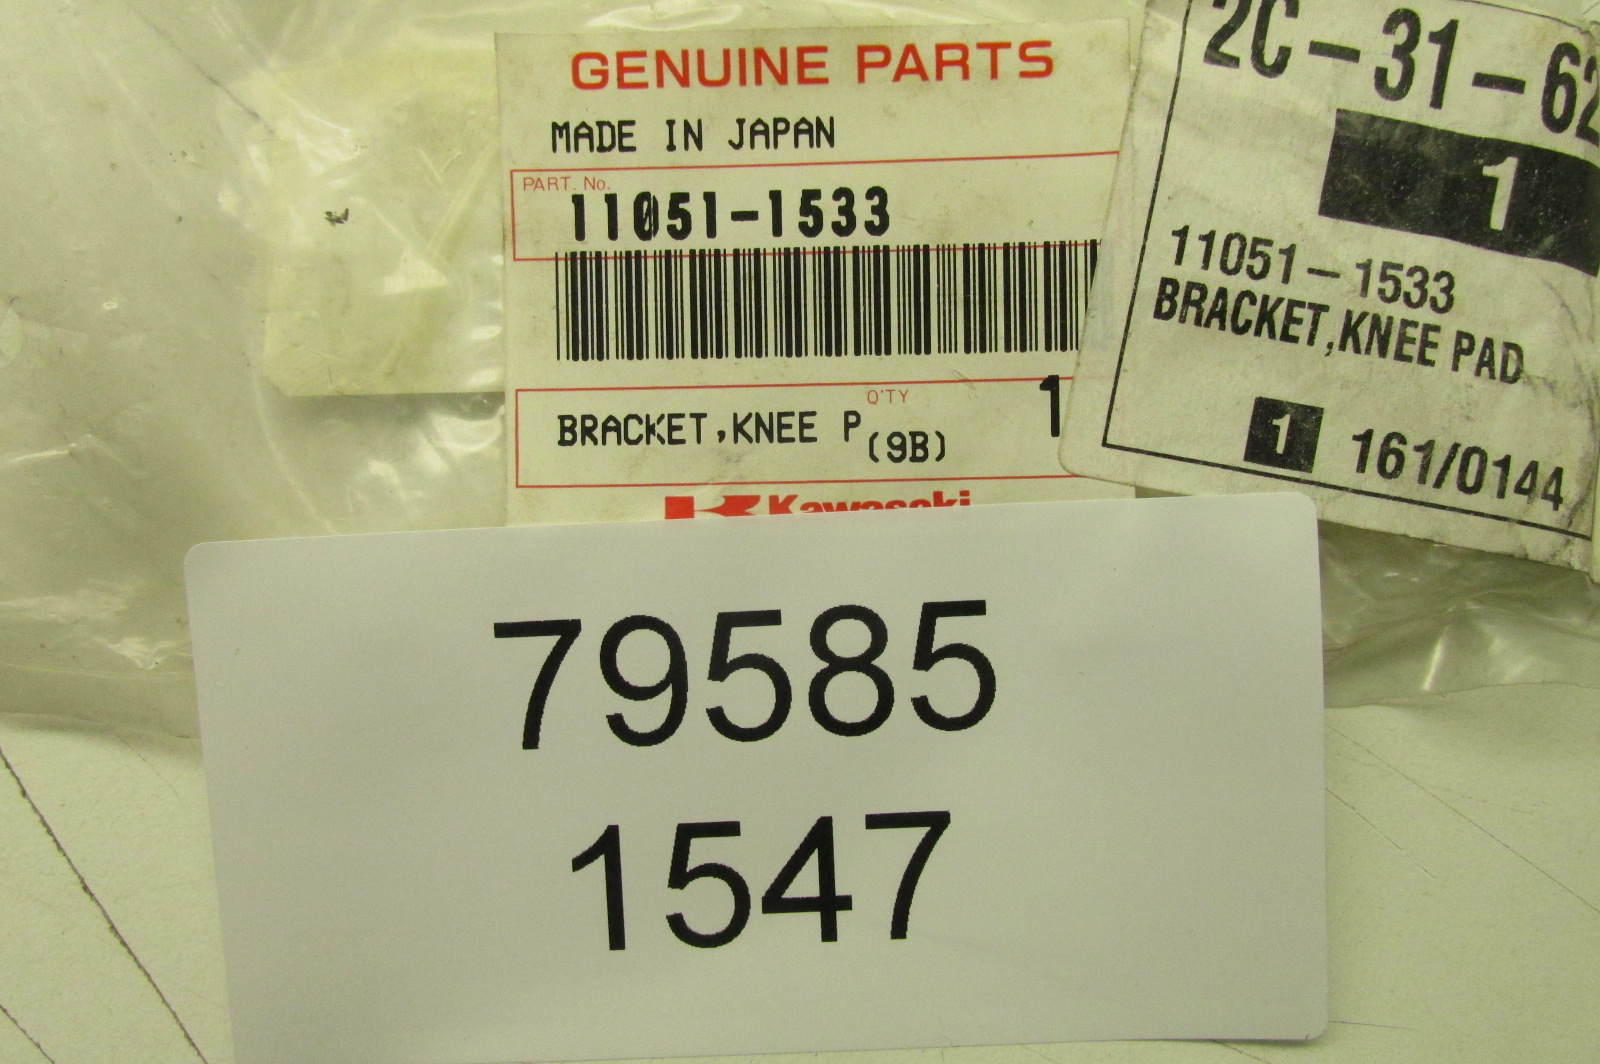 GENUINE PARTS
MADE IN JAPAN
PART. No.
11051-1533
BRACKET,KNEE P
Q'TY
(9B)
1
Kawasaki
2C-31-62
1
11051-1533
BRACKET,KNEE PAD
1 161/0144
79585
1547